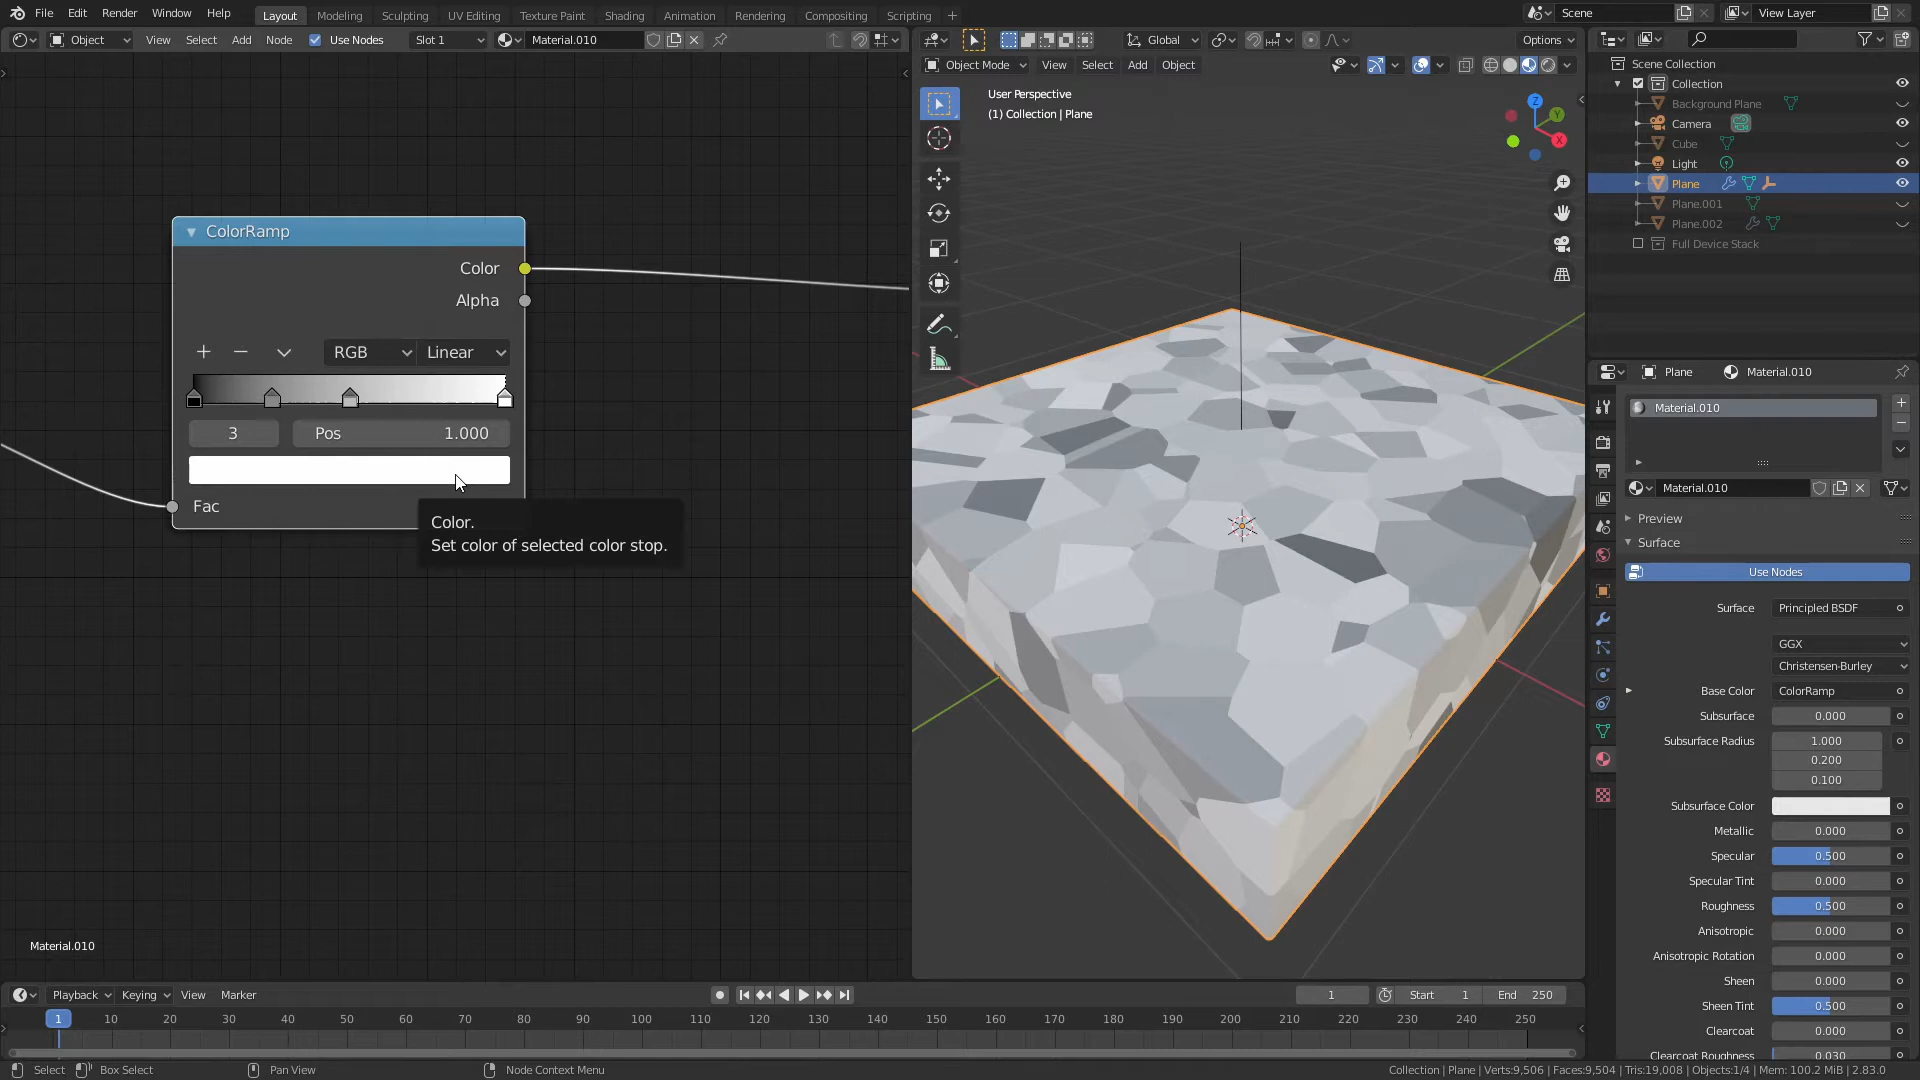 File Edit Render Window Help
Layout Modeling Sculpting UV Editing Texture Paint Shading Animation Rendering Compositing Scripting +
Scene
View Layer
Object View Select Add Node Use Nodes Slot 1 Material.010
Global Options
Object Mode View Select Add Object
User Perspective
(1) Collection | Plane
Z
Y
X
Scene Collection
Collection
Background Plane
Camera
Cube
Light
Plane
Plane.001
Plane.002
Full Device Stack
ColorRamp
Color
Alpha
+ − RGB Linear
3 Pos 1.000
Fac
Color.
Set color of selected color stop.
Material.010
Plane Material.010
Material.010
Material.010
Preview
Surface
Use Nodes
Surface Principled BSDF
GGX
Christensen-Burley
Base Color ColorRamp
Subsurface 0.000
Subsurface Radius 1.000
0.200
0.100
Subsurface Color
Metallic 0.000
Specular 0.500
Specular Tint 0.000
Roughness 0.500
Anisotropic 0.000
Anisotropic Rotation 0.000
Sheen 0.000
Sheen Tint 0.500
Clearcoat 0.000
Clearcoat Roughness 0.030
Playback Keying View Marker 1 Start 1 End 250
1 10 20 30 40 50 60 70 80 90 100 110 120 130 140 150 160 170 180 190 200 210 220 230 240 250
Select Box Select Pan View Node Context Menu
Collection | Plane | Verts:9,506 | Faces:9,504 | Tris:19,008 | Objects:1/4 | Mem: 100.2 MiB | 2.83.0